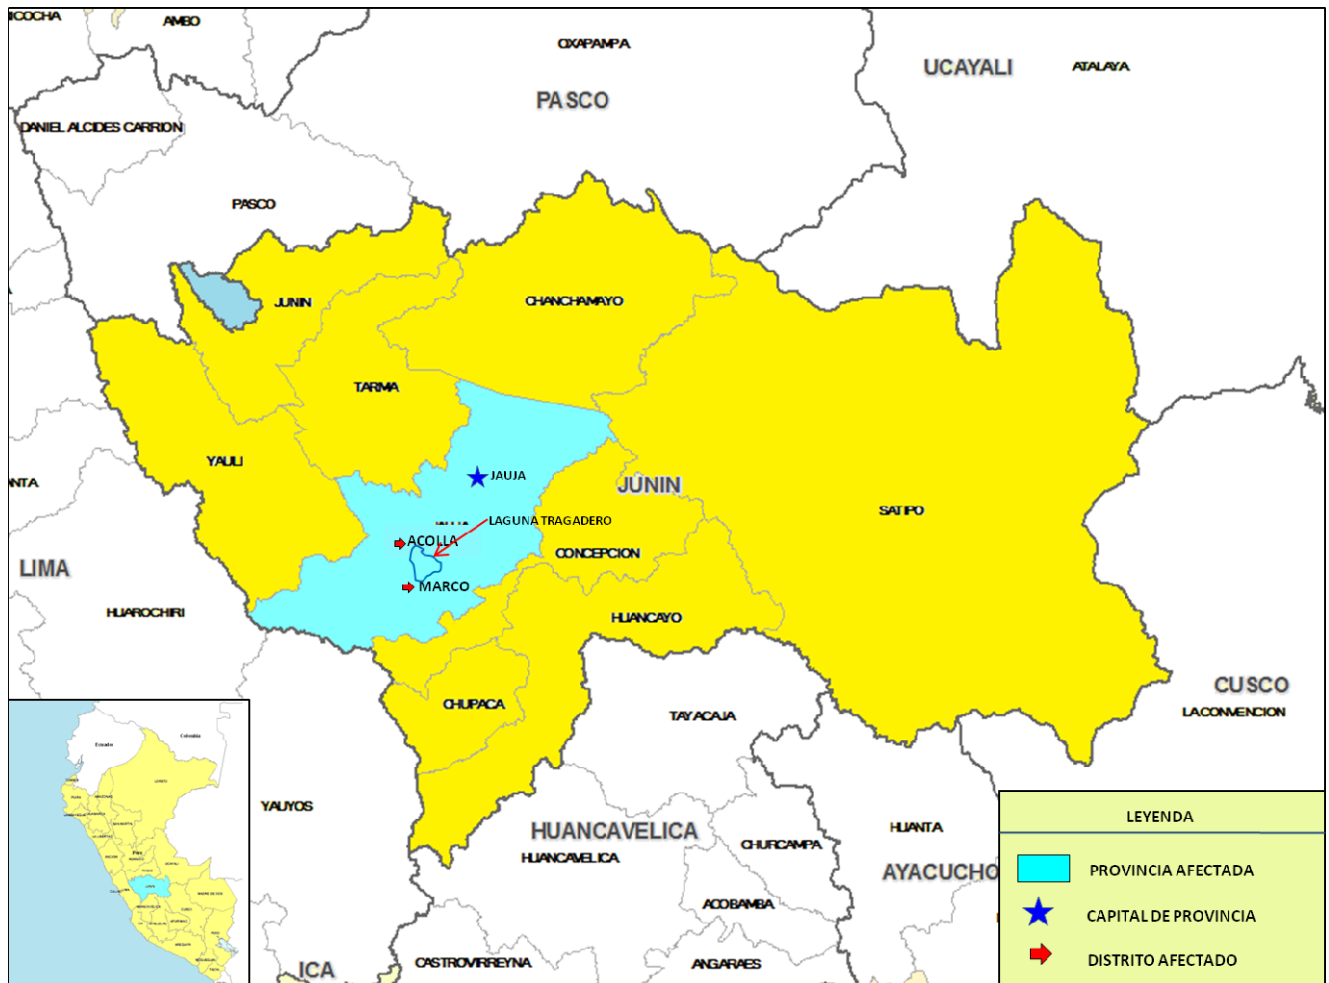 ICOCHA
AMBO
OXAPAMPA
UCAYALI
ATALAYA
PASCO
DANIEL ALCIDES CARRION
PASCO
JUNIN
CHANCHAMAYO
TARMA
YAULI
JAUJA
JUNIN
NTA
SATIPO
LAGUNA TRAGADERO
ACOLLA
CONCEPCION
LIMA
MARCO
HUAROCHIRI
HUANCAYO
CUSCO
LA CONVENCION
CHUPACA
TAYACAJA
Ecuador
Colombia
YAUYOS
HUANCAVELICA
HUANCAVELICA
CHURCAMPA
HUANTA
AYACUCHO
ACOBAMBA
ICA
CASTROVIRREYNA
ANGARAES
LEYENDA
PROVINCIA AFECTADA
CAPITAL DE PROVINCIA
DISTRITO AFECTADO